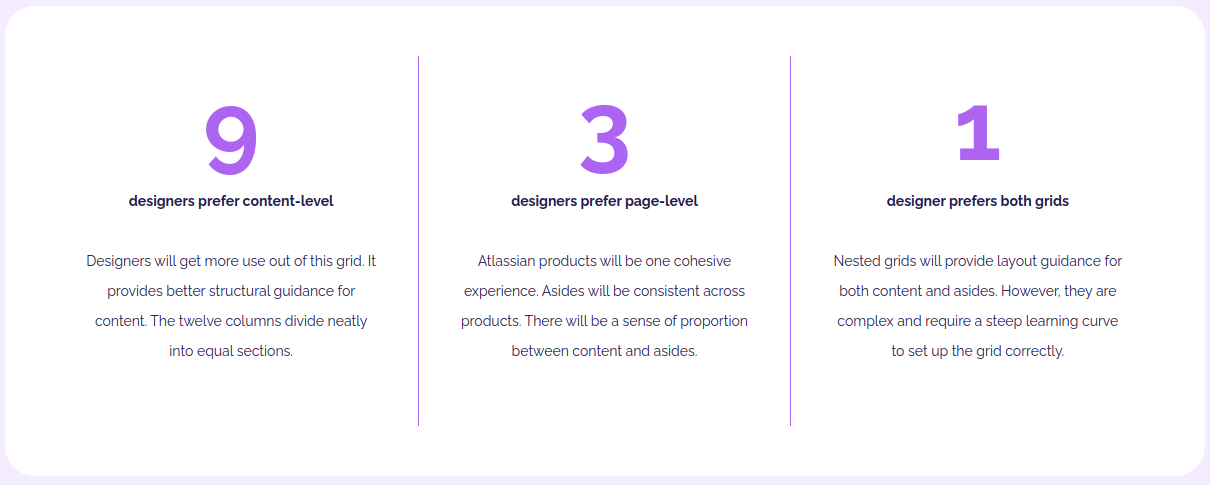 9
designers prefer content-level
Designers will get more use out of this grid. It
provides better structural guidance for
content. The twelve columns divide neatly
into equal sections.
3
designers prefer page-level
Atlassian products will be one cohesive
experience. Asides will be consistent across
products. There will be a sense of proportion
between content and asides.
1
designer prefers both grids
Nested grids will provide layout guidance for
both content and asides. However, they are
complex and require a steep learning curve
to set up the grid correctly.